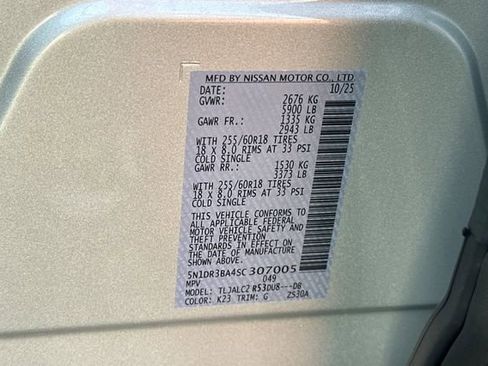 MFD BY NISSAN MOTOR CO., LTD
DATE: 10/25
GVWR: 2676 KG
5900 LB
GAWR FR.: 1335 KG
2943 LB
WITH 255/60R18 TIRES
18 X 8.0 RIMS AT 33 PSI
COLD SINGLE
GAWR RR.: 1530 KG
3373 LB
WITH 255/60R18 TIRES
18 X 8.0 RIMS AT 33 PSI
COLD SINGLE
THIS VEHICLE CONFORMS TO
ALL APPLICABLE FEDERAL
MOTOR VEHICLE SAFETY AND
THEFT PREVENTION
STANDARDS IN EFFECT ON
THE DATE OF MANUFACTURE
SHOWN ABOVE.
5N1DR3BA4SC307005
MPV 049
MODEL: TLJALC2 R53DU8---DB
COLOR: K23 TRIM: G ZS30A